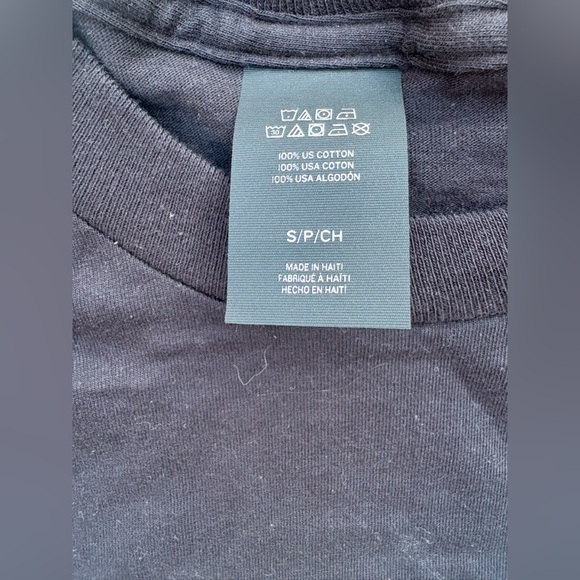 100% US COTTON
100% USA COTON
100% USA ALGODÓN
S/P/CH
MADE IN HAITI
FABRIQUÉ À HAÏTI
HECHO EN HAITÍ